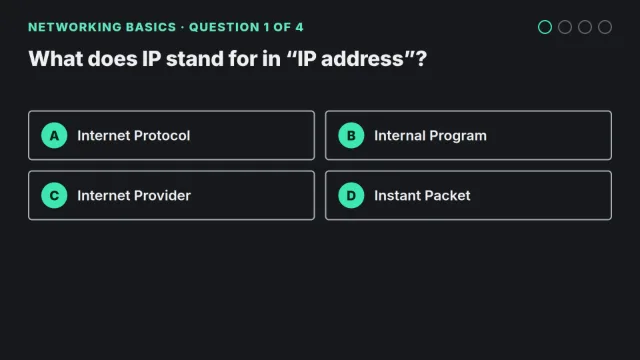 NETWORKING BASICS · QUESTION 1 OF 4
What does IP stand for in “IP address”?
A Internet Protocol
B Internal Program
C Internet Provider
D Instant Packet